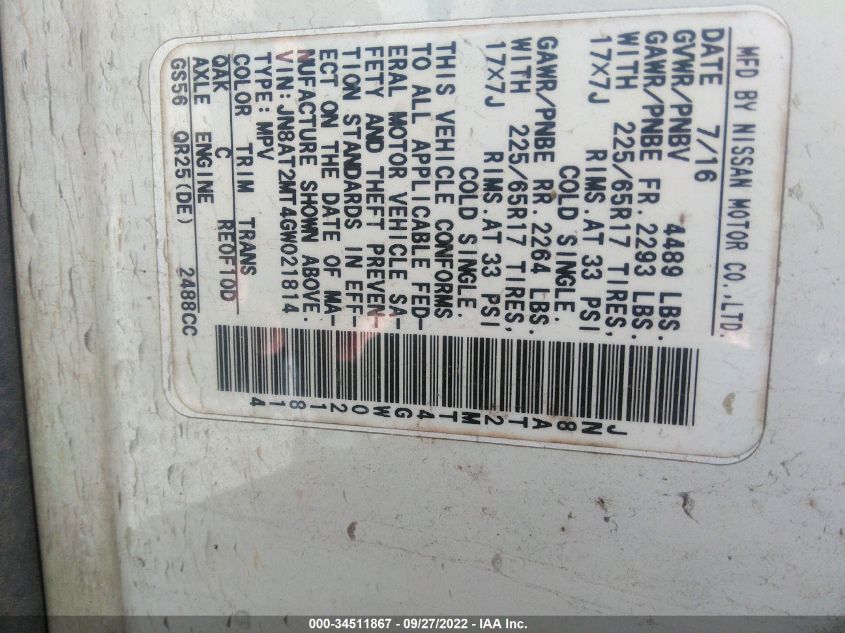 MFD BY NISSAN MOTOR CO.,LTD.
DATE 7/16
GVWR/PNBV 4489 LBS.
GAWR/PNBE FR. 2293 LBS.
WITH 225/65R17 TIRES,
17X7J RIMS.AT 33 PSI
COLD SINGLE.
GAWR/PNBE RR. 2264 LBS.
WITH 225/65R17 TIRES,
17X7J RIMS.AT 33 PSI
COLD SINGLE.
THIS VEHICLE CONFORMS
TO ALL APPLICABLE FED-
ERAL MOTOR VEHICLE SA-
FETY AND THEFT PREVEN-
TION STANDARDS IN EFF-
ECT ON THE DATE OF MA-
NUFACTURE SHOWN ABOVE.
VIN:JN8AT2MT4GW021814
TYPE:MPV
COLOR TRIM TRANS
QAK C RE0F10D
AXLE ENGINE
GS56 QR25(DE) 2488CC
JN8AT2MT4GW021814
000-34511867 - 09/27/2022 - IAA Inc.